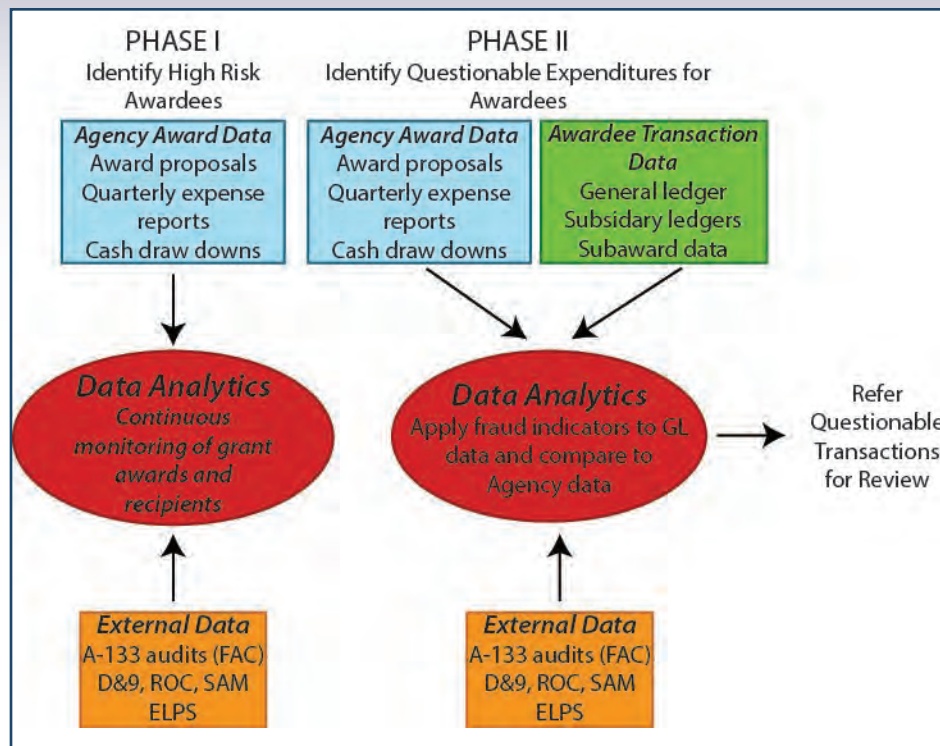 PHASE I
Identify High Risk
Awardees
Agency Award Data
Award proposals
Quarterly expense
reports
Cash draw downs
Data Analytics
Continuous
monitoring of grant
awards and
recipients
External Data
A-133 audits (FAC)
D&9, ROC, SAM
ELPS
PHASE II
Identify Questionable Expenditures for
Awardees
Agency Award Data
Award proposals
Quarterly expense
reports
Cash draw downs
Awardee Transaction
Data
General ledger
Subsidary ledgers
Subaward data
Data Analytics
Apply fraud indicators to GL
data and compare to
Agency data
External Data
A-133 audits (FAC)
D&9, ROC, SAM
ELPS
Refer
Questionable
Transactions
for Review